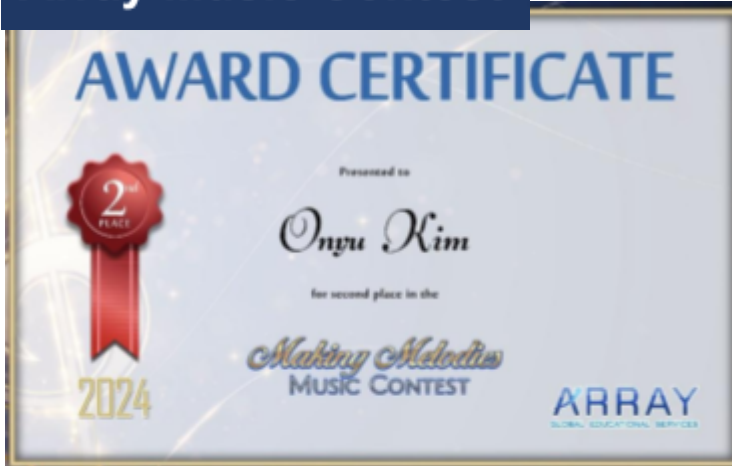 AWARD CERTIFICATE
Presented to
2nd
PLACE
Onyu Kim
for second place in the
Making Melodies
MUSIC CONTEST
2024
ARRAY
GLOBAL EDUCATIONAL SERVICES